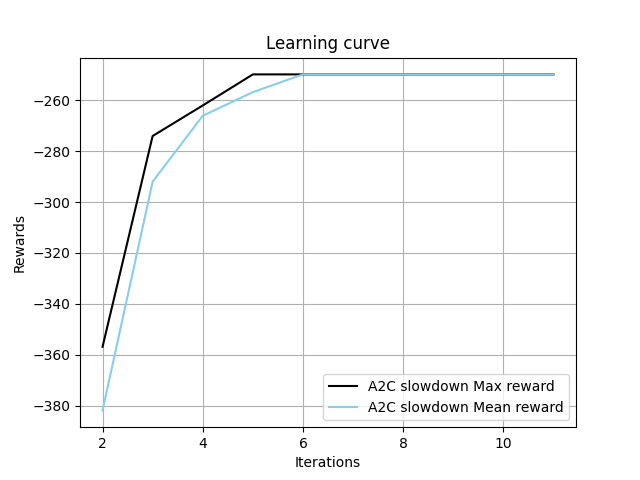 Learning curve
Rewards
−260
−280
−300
−320
−340
−360
−380
A2C slowdown Max reward
A2C slowdown Mean reward
2 4 6 8 10
Iterations